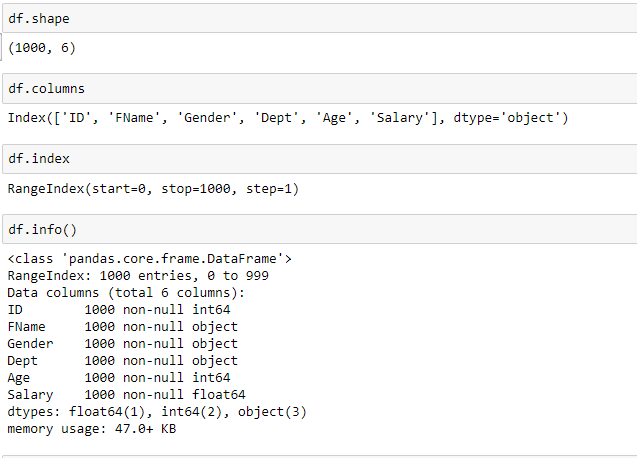 df.shape
(1000, 6)
df.columns
Index(['ID', 'FName', 'Gender', 'Dept', 'Age', 'Salary'], dtype='object')
df.index
RangeIndex(start=0, stop=1000, step=1)
df.info()
<class 'pandas.core.frame.DataFrame'>
RangeIndex: 1000 entries, 0 to 999
Data columns (total 6 columns):
ID        1000 non-null int64
FName     1000 non-null object
Gender    1000 non-null object
Dept      1000 non-null object
Age       1000 non-null int64
Salary    1000 non-null float64
dtypes: float64(1), int64(2), object(3)
memory usage: 47.0+ KB